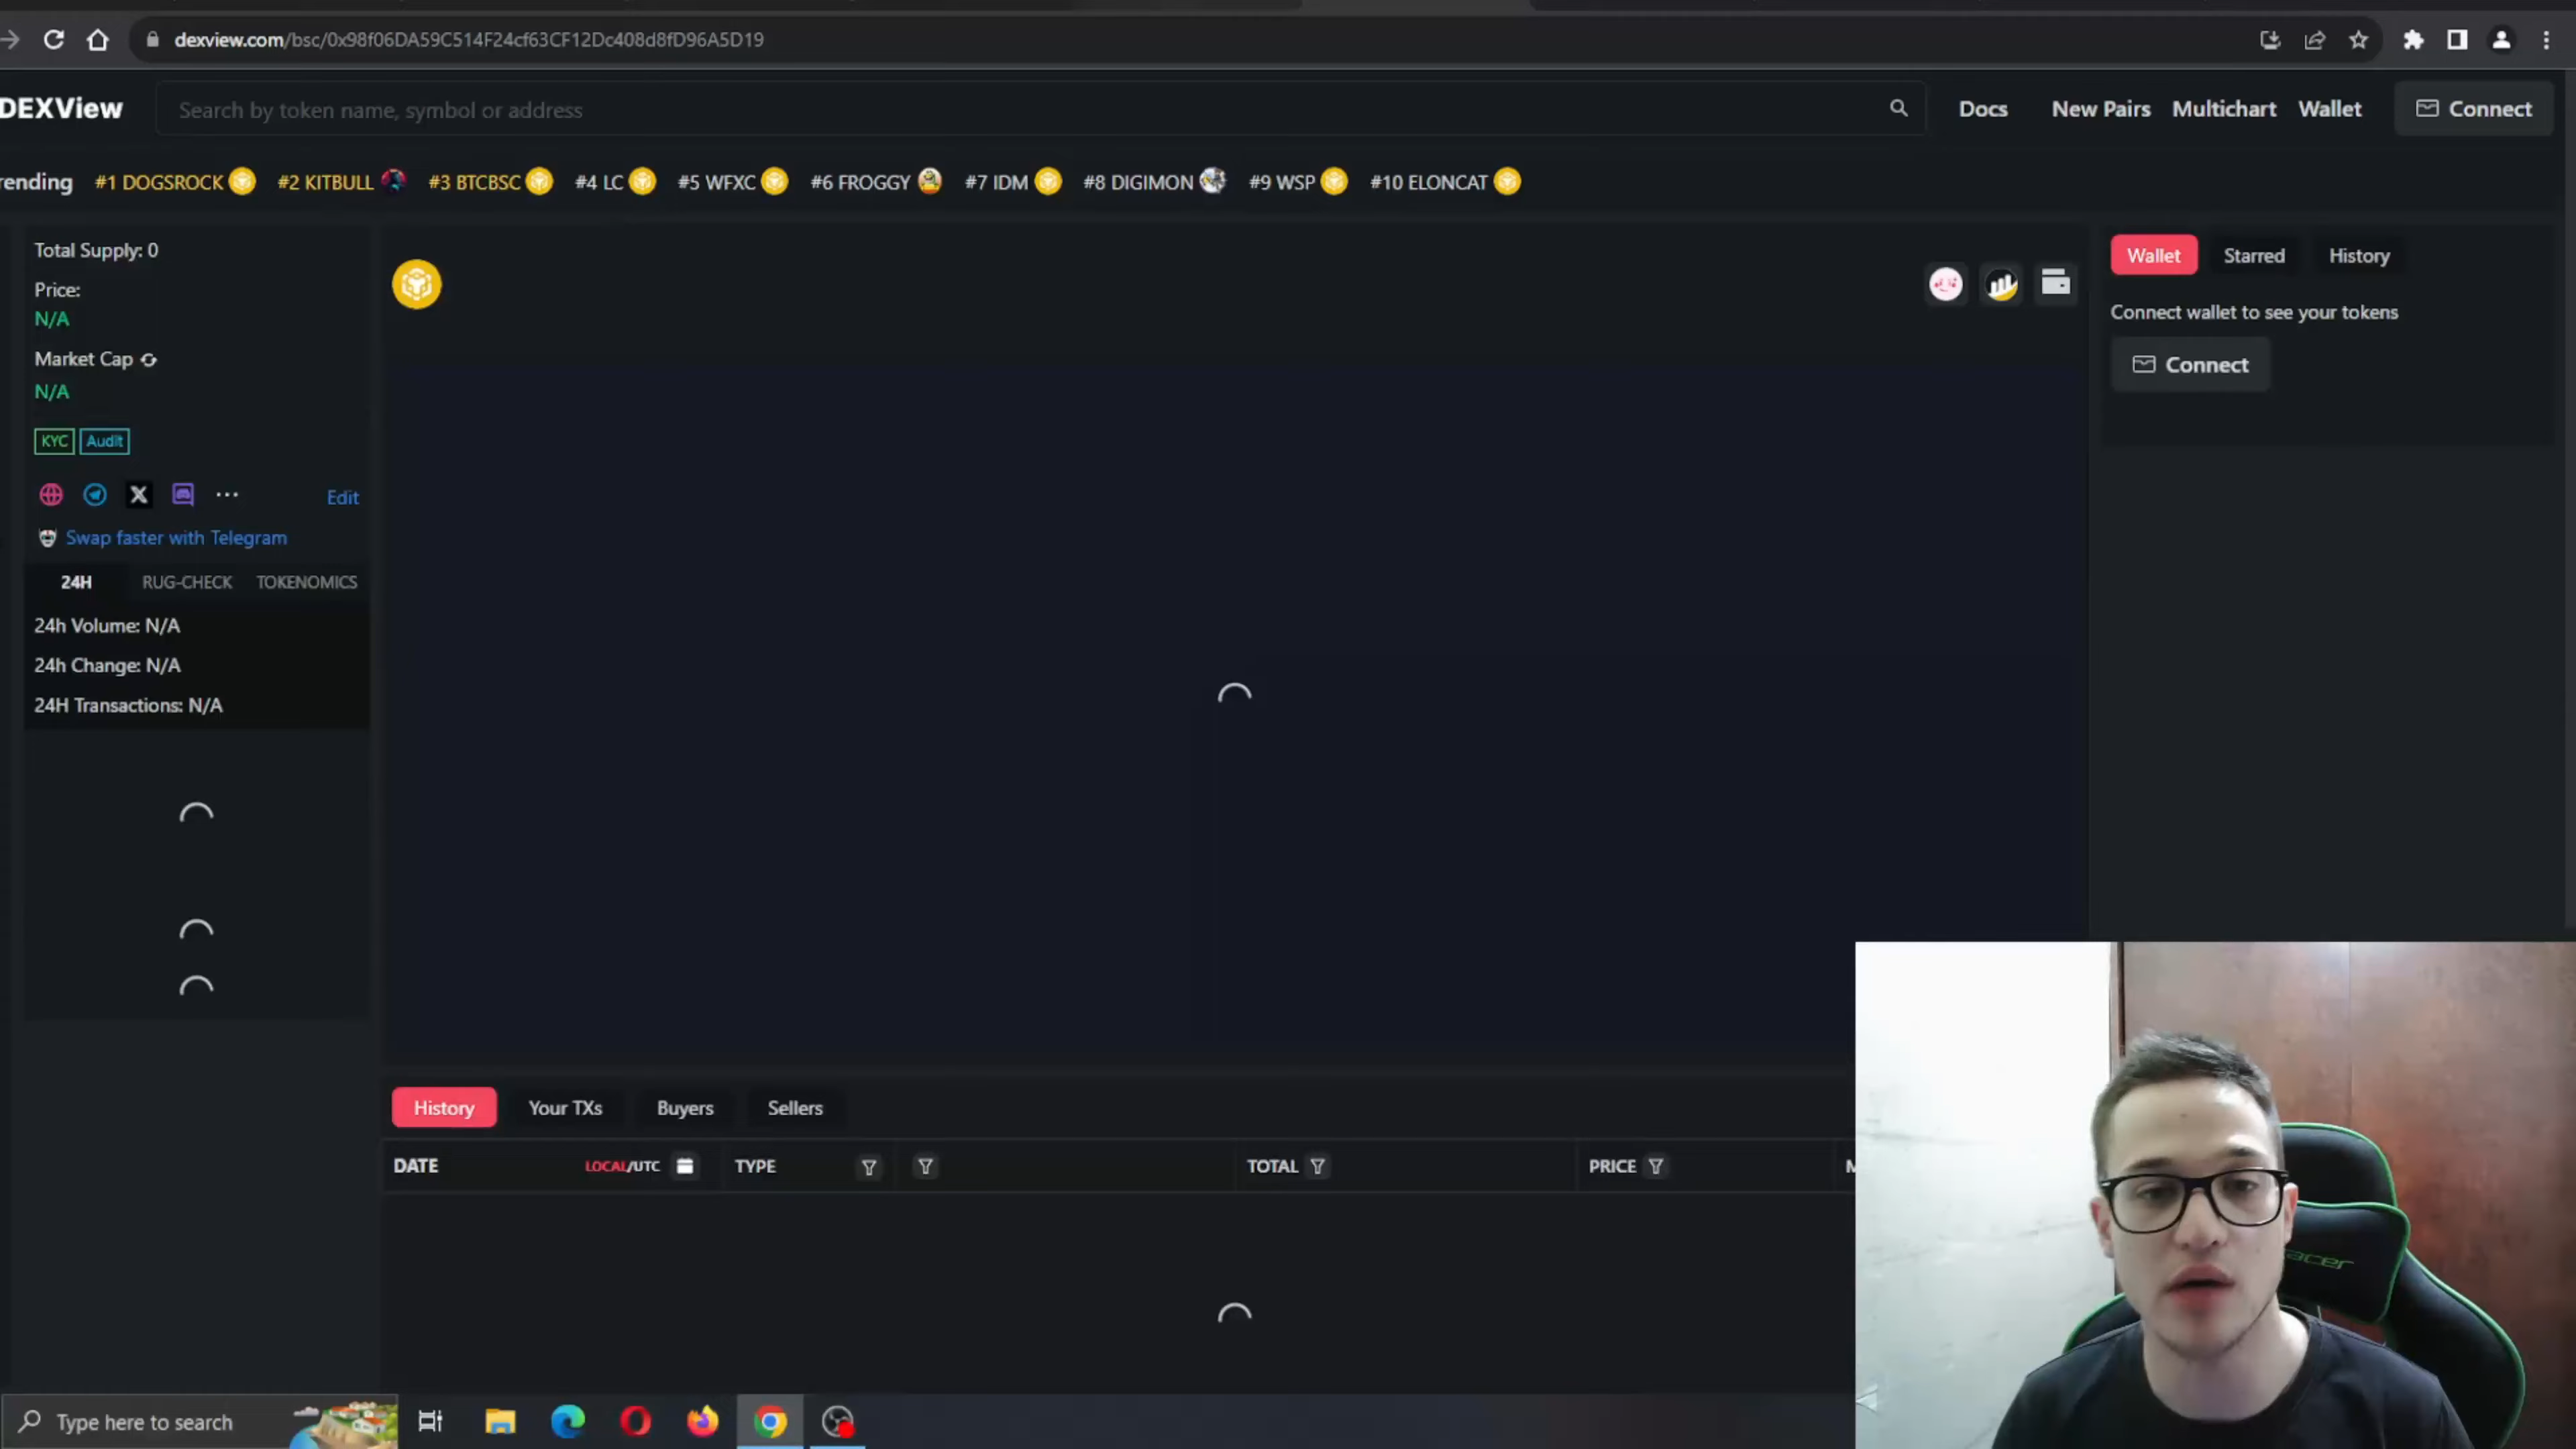 dexview.com/bsc/0x98f06DA59C514F24cf63CF12Dc408d8fD96A5D19
DEXView
Search by token name, symbol or address
Docs
New Pairs
Multichart
Wallet
Connect
rending #1 DOGSROCK #2 KITBULL #3 BTCBSC #4 LC #5 WFXC #6 FROGGY #7 IDM #8 DIGIMON #9 WSP #10 ELONCAT
Total Supply: 0
Price:
N/A
Market Cap
N/A
KYC Audit
X
Edit
Swap faster with Telegram
24H RUG-CHECK TOKENOMICS
24h Volume: N/A
24h Change: N/A
24H Transactions: N/A
Wallet Starred History
Connect wallet to see your tokens
Connect
History Your TXs Buyers Sellers
DATE LOCAL/UTC TYPE TOTAL PRICE M
acer
Type here to search